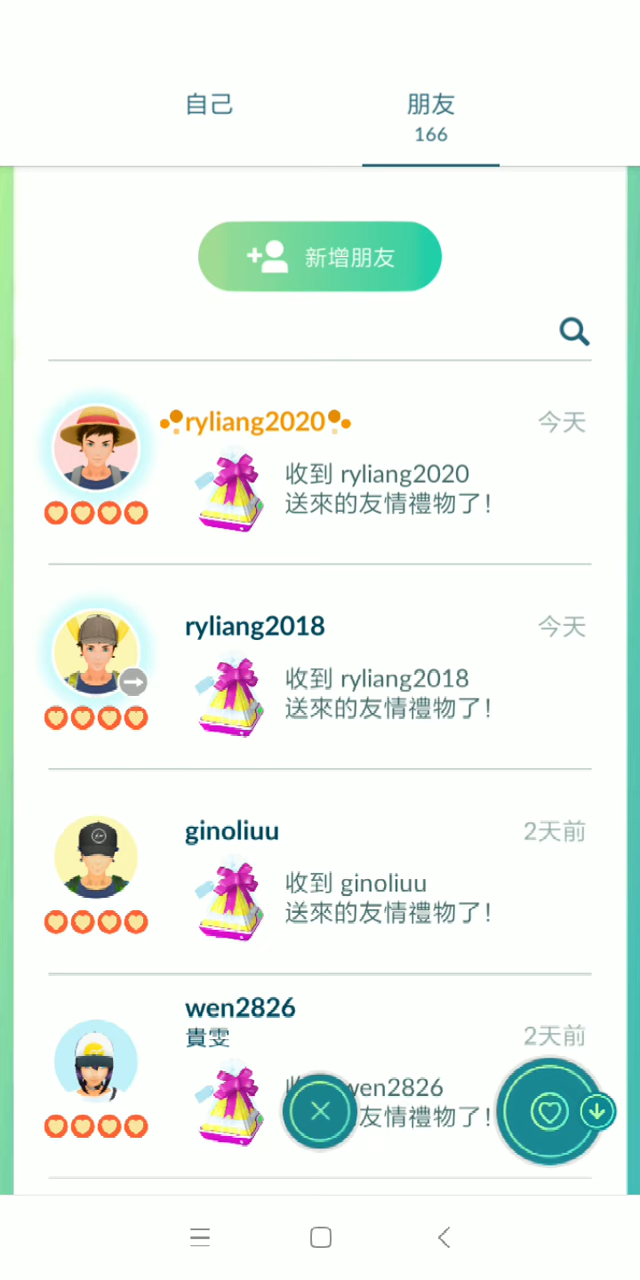 自己
朋友
166
新增朋友
ryliang2020
今天
收到 ryliang2020
送來的友情禮物了!
ryliang2018
今天
收到 ryliang2018
送來的友情禮物了!
ginoliuu
2天前
收到 ginoliuu
送來的友情禮物了!
wen2826
貴雯
2天前
wen2826
友情禮物了!